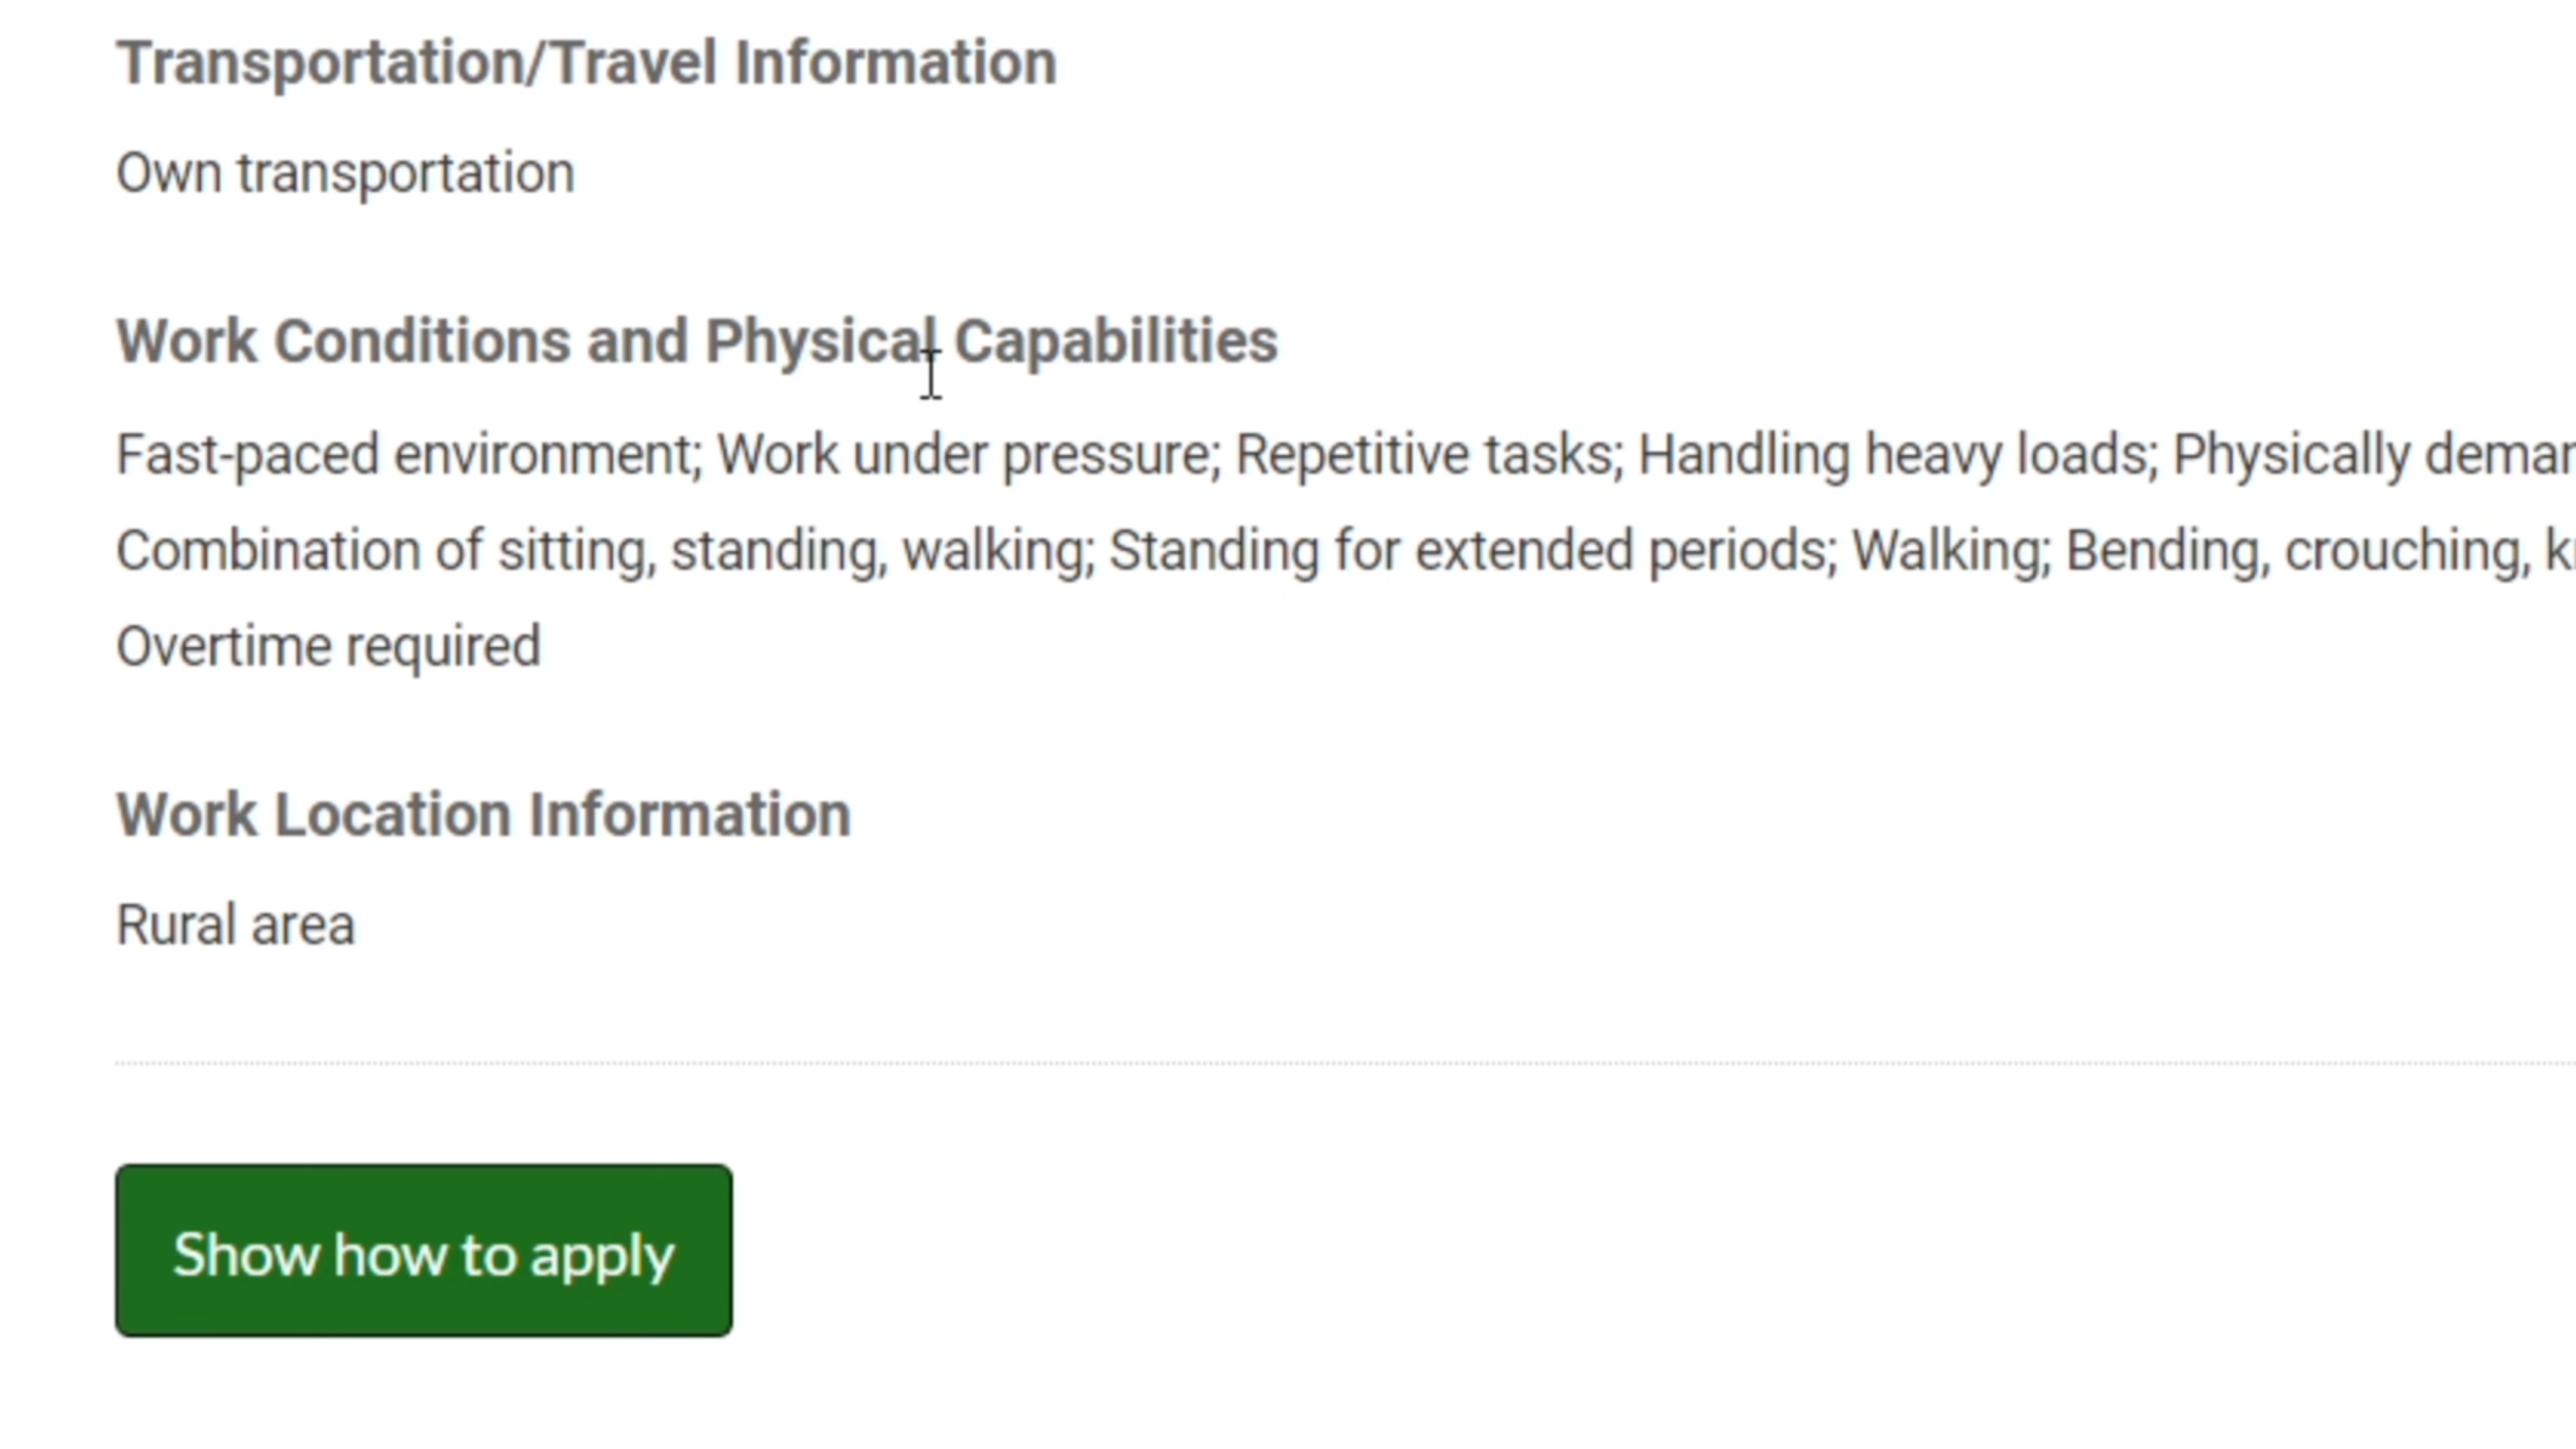 Transportation/Travel Information
Own transportation
Work Conditions and Physical Capabilities
Fast-paced environment; Work under pressure; Repetitive tasks; Handling heavy loads; Physically
Combination of sitting, standing, walking; Standing for extended periods; Walking; Bending, crouching,
Overtime required
Work Location Information
Rural area
Show how to apply